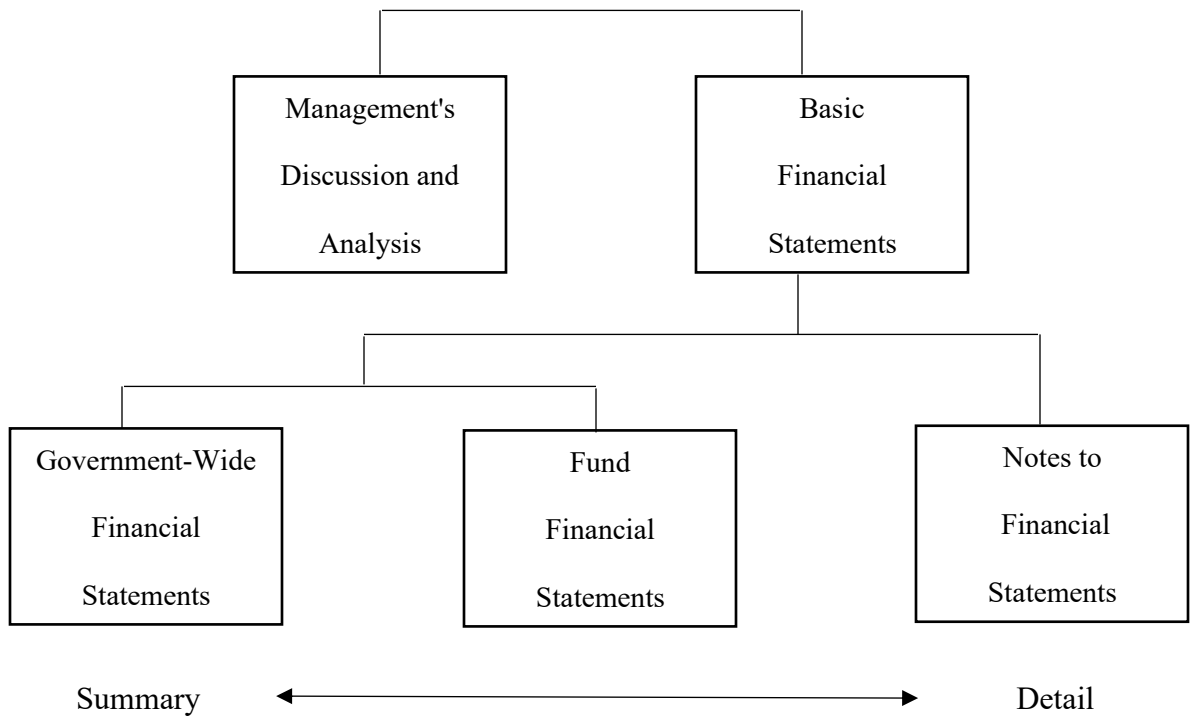 Management's
Discussion and
Analysis
Basic
Financial
Statements
Government-Wide
Financial
Statements
Fund
Financial
Statements
Notes to
Financial
Statements
Summary
Detail